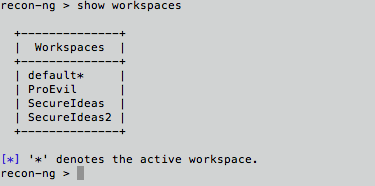 recon-ng > show workspaces
+--------------+
|  Workspaces  |
+--------------+
| default*     |
| ProEvil      |
| SecureIdeas  |
| SecureIdeas2 |
+--------------+
[*] '*' denotes the active workspace.
recon-ng >